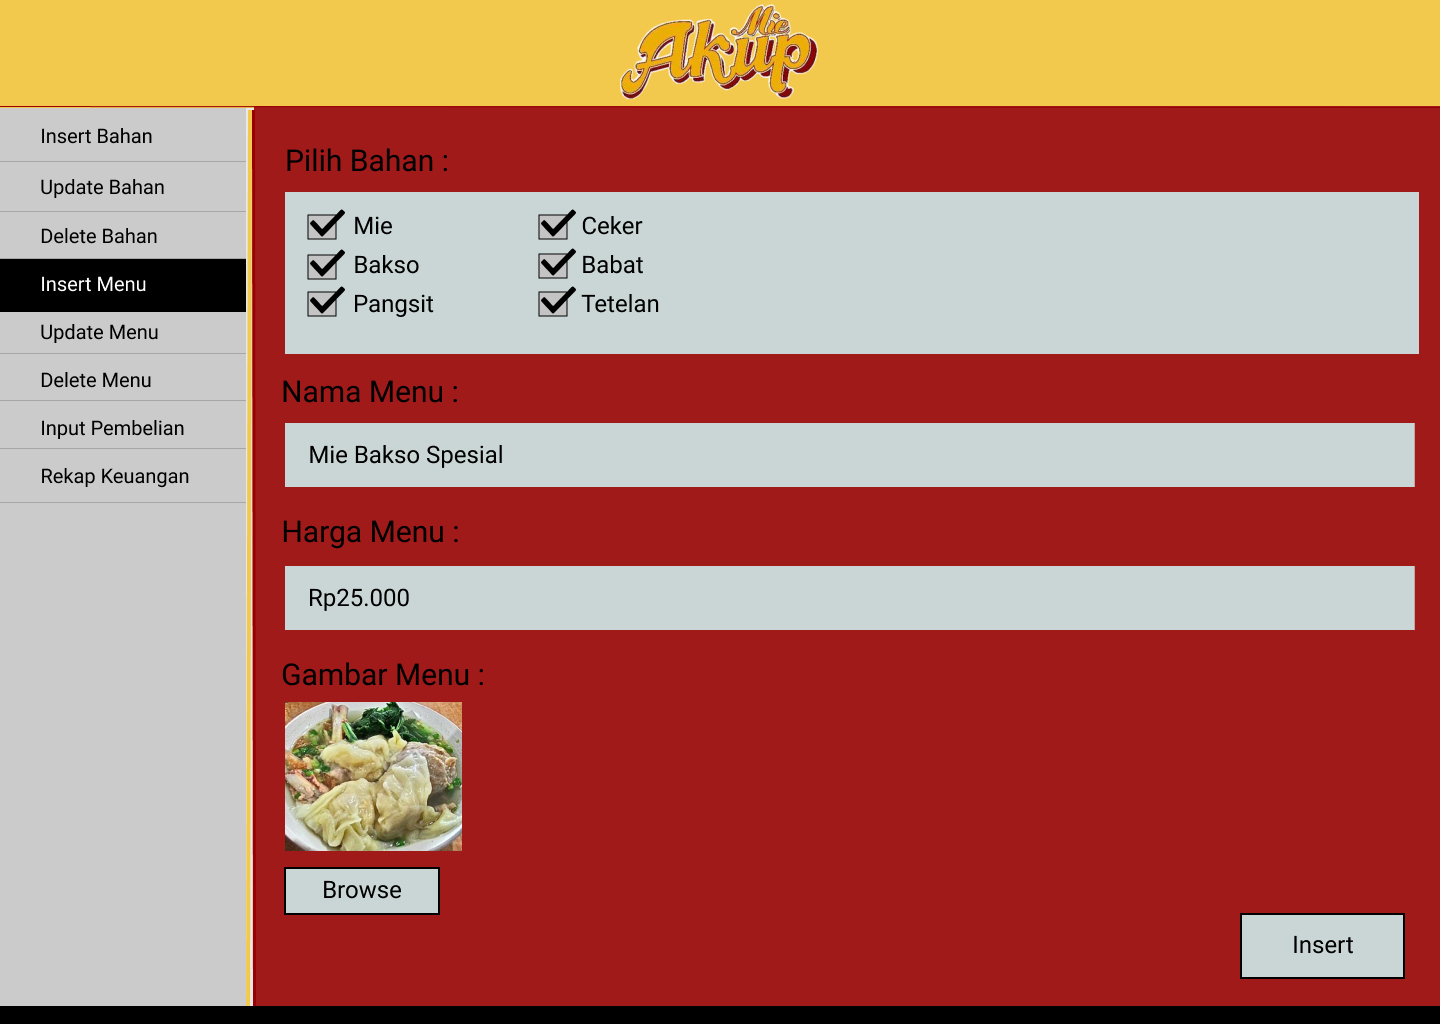 Mie
Akup
Insert Bahan
Update Bahan
Delete Bahan
Insert Menu
Update Menu
Delete Menu
Input Pembelian
Rekap Keuangan
Pilih Bahan :
Mie Ceker
Bakso Babat
Pangsit Tetelan
Nama Menu :
Mie Bakso Spesial
Harga Menu :
Rp25.000
Gambar Menu :
Browse
Insert